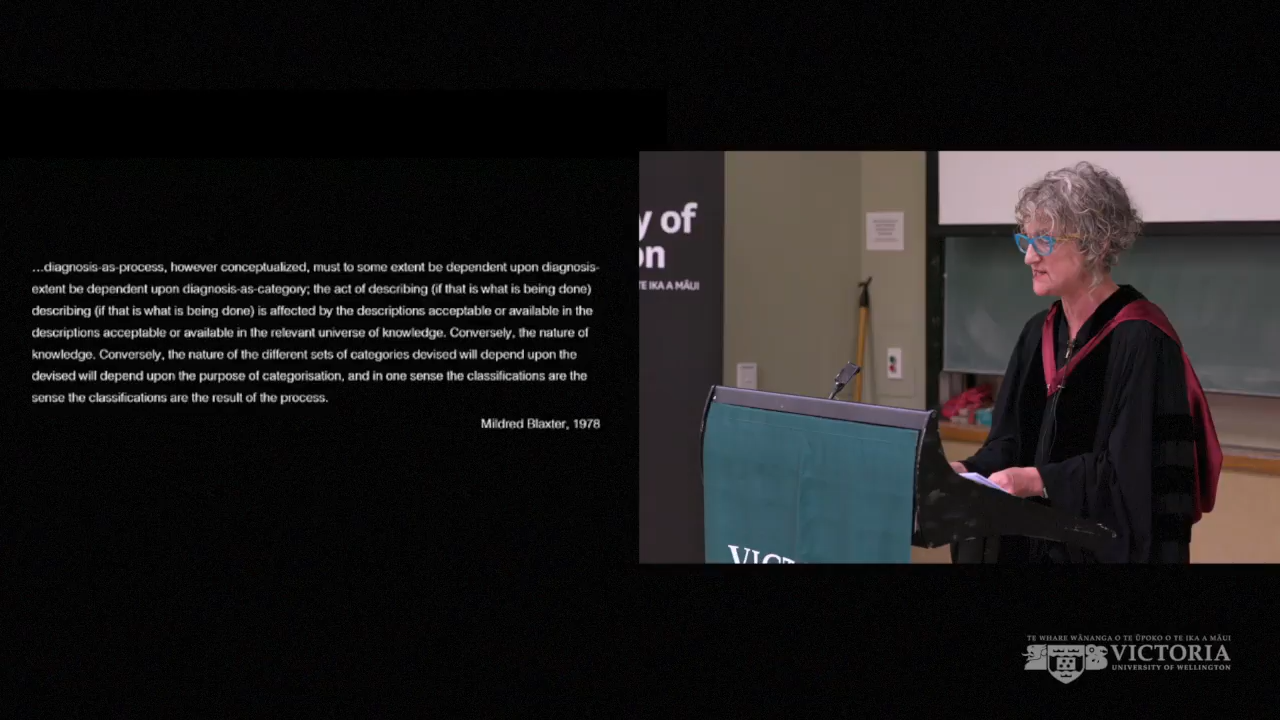 ...diagnosis-as-process, however conceptualized, must to some extent be dependent upon diagnosis-
extent be dependent upon diagnosis-as-category; the act of describing (if that is what is being done)
describing (if that is what is being done) is affected by the descriptions acceptable or available in the
descriptions acceptable or available in the relevant universe of knowledge. Conversely, the nature of
knowledge. Conversely, the nature of the different sets of categories devised will depend upon the
devised will depend upon the purpose of categorisation, and in one sense the classifications are the
sense the classifications are the result of the process.
Mildred Blaxter, 1978
y of
on
TE IKA A MĀUI
VICT
TE WHARE WĀNANGA O TE ŪPOKO O TE IKA A MĀUI
VICTORIA
UNIVERSITY OF WELLINGTON